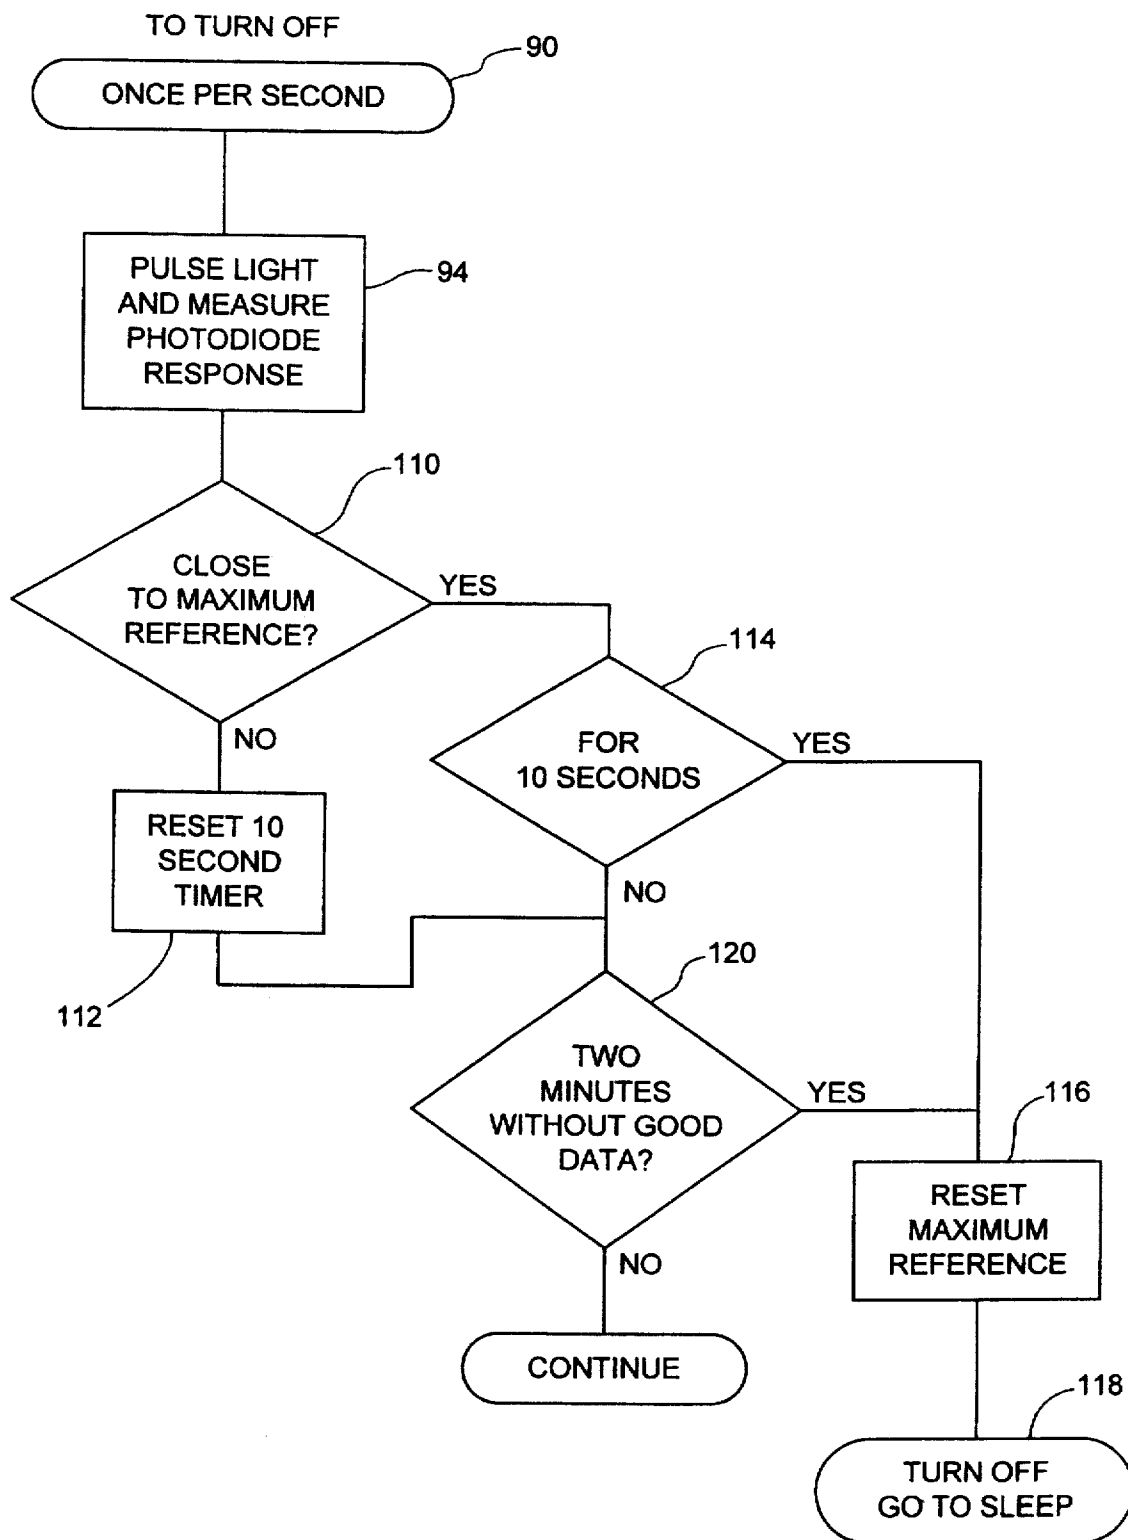 TO TURN OFF
90
ONCE PER SECOND
PULSE LIGHT
AND MEASURE
PHOTODIODE
RESPONSE
94
110
CLOSE
TO MAXIMUM
REFERENCE?
YES
NO
114
FOR
10 SECONDS
YES
NO
RESET 10
SECOND
TIMER
112
120
TWO
MINUTES
WITHOUT GOOD
DATA?
YES
NO
116
RESET
MAXIMUM
REFERENCE
CONTINUE
118
TURN OFF
GO TO SLEEP